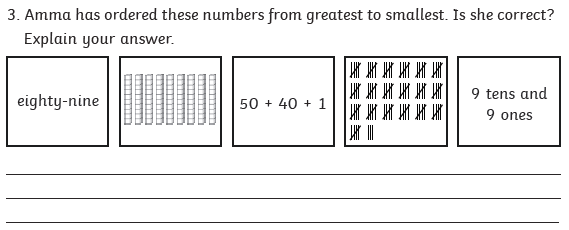 3. Amma has ordered these numbers from greatest to smallest. Is she correct?
Explain your answer.
eighty-nine
50 + 40 + 1
9 tens and
9 ones